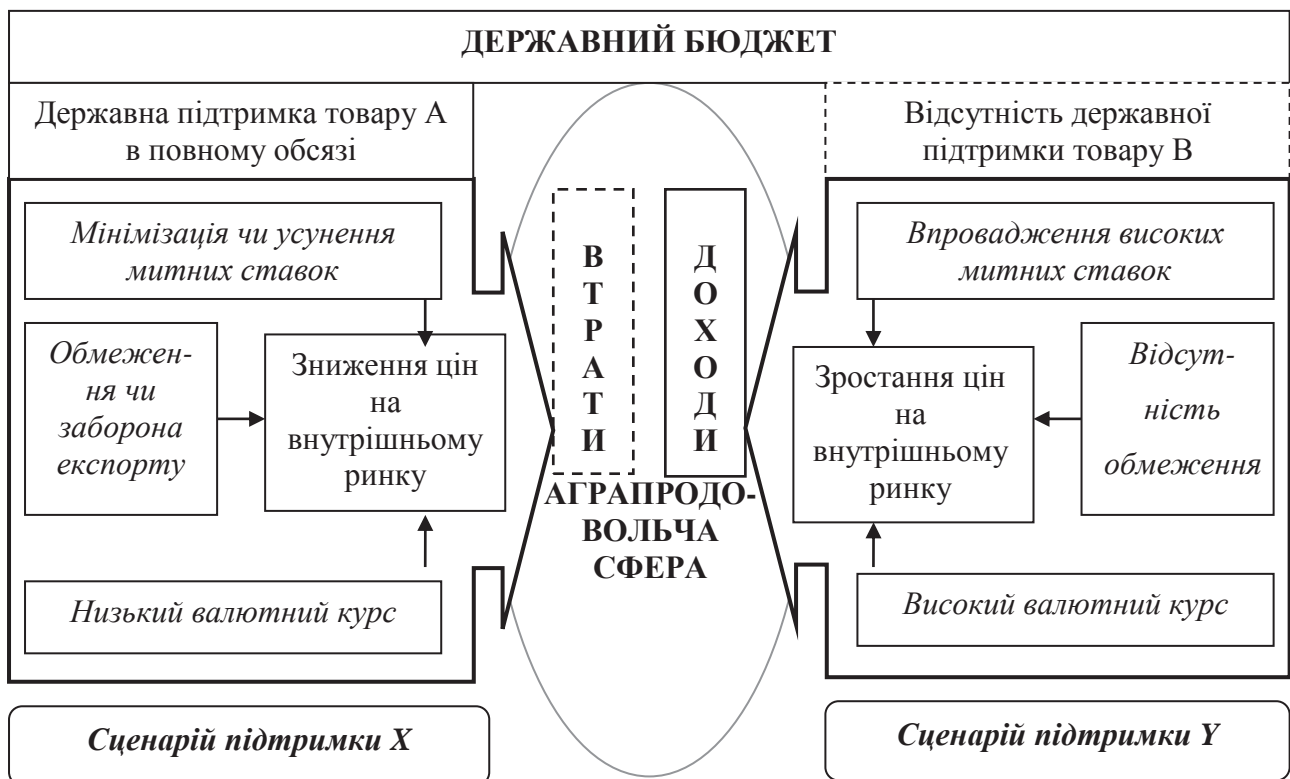 ДЕРЖАВНИЙ БЮДЖЕТ
Державна підтримка товару А
в повному обсязі
Відсутність державної
підтримки товару В
Мінімізація чи усунення
митних ставок
Обмежен-
ня чи
заборона
експорту
Зниження цін
на
внутрішньому
ринку
Низький валютний курс
Сценарій підтримки X
В
Т
Р
А
Т
И
Д
О
Х
О
Д
И
АГРАПРОДО-
ВОЛЬЧА
СФЕРА
Впровадження високих
митних ставок
Зростання цін
на
внутрішньому
ринку
Відсут-
ність
обмеження
Високий валютний курс
Сценарій підтримки Y